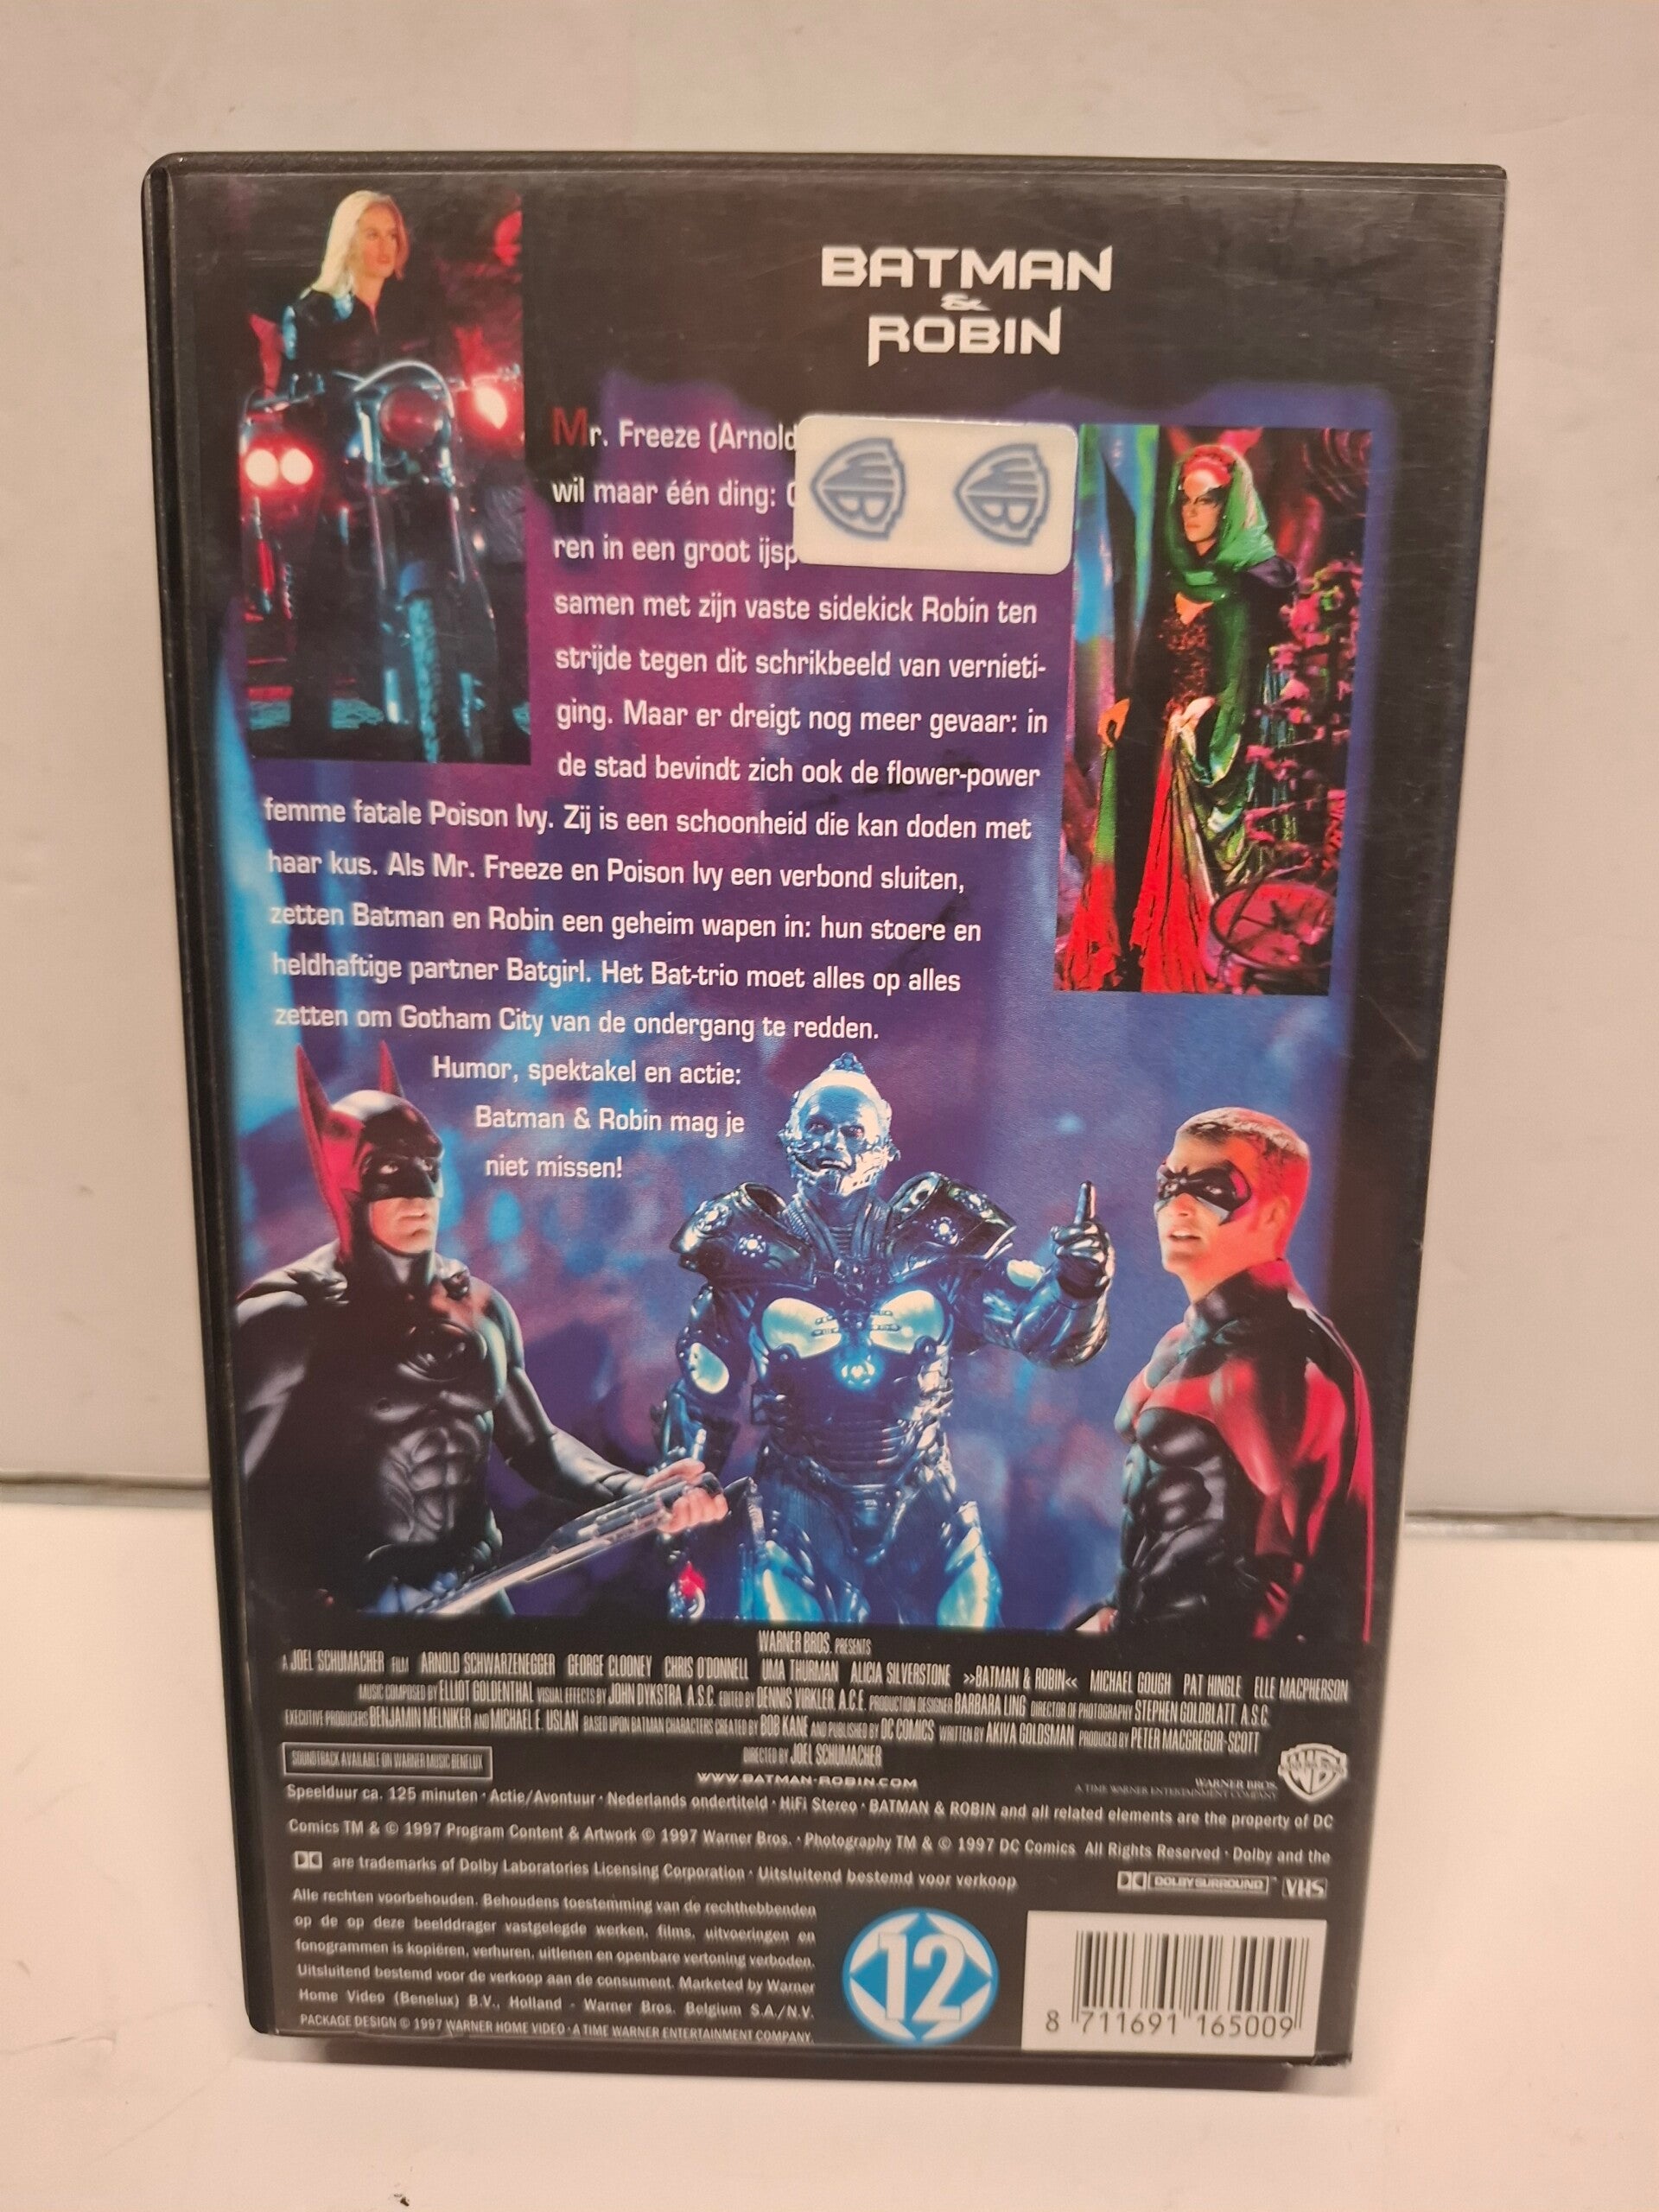 BATMAN
&
ROBIN
Mr. Freeze (Arnold
WB WB
wil maar één ding:
ren in een groot
samen met zijn vaste sidekick Robin ten
strijde tegen dit schrikbeeld van vernieti-
ging. Maar er dreigt nog meer gevaar: in
de stad bevindt zich ook de flower-power
femme fatale Poison Ivy. Zij is een schoonheid die kan doden met
haar kus. Als Mr. Freeze en Poison Ivy een verbond sluiten,
zetten Batman en Robin een geheim wapen in: hun stoere en
heldhaftige partner Batgirl. Het Bat-trio moet alles op alles
zetten om Gotham City van de ondergang te redden.
Humor, spektakel en actie:
Batman & Robin mag je
niet missen!
WARNER BROS. PRESENTS
A JOEL SCHUMACHER FILM ARNOLD SCHWARZENEGGER GEORGE CLOONEY CHRIS O'DONNELL UMA THURMAN ALICIA SILVERSTONE >>BATMAN & ROBIN<< MICHAEL GOUGH PAT HINGLE ELLE MACPHERSON
MUSIC COMPOSED BY ELLIOT GOLDENTHAL VISUAL EFFECTS BY JOHN DYKSTRA A.S.C. EDITED BY DENNIS VIRKLER A.C.E. PRODUCTION DESIGNER BARBARA LING DIRECTOR OF PHOTOGRAPHY STEPHEN GOLDBLATT A.S.C.
EXECUTIVE PRODUCERS BENJAMIN MELNIKER AND MICHAEL E. USLAN BASED UPON BATMAN CHARACTERS CREATED BY BOB KANE AND PUBLISHED BY DC COMICS WRITTEN BY AKIVA GOLDSMAN PRODUCED BY PETER MACGREGOR-SCOTT
DIRECTED BY JOEL SCHUMACHER
SOUNDTRACK AVAILABLE ON WARNER MUSIC BENELUX
WWW.BATMAN-ROBIN.COM
WARNER BROS.
A TIME WARNER ENTERTAINMENT COMPANY
Speelduur ca. 125 minuten · Actie/Avontuur · Nederlands ondertiteld · HiFi Stereo · BATMAN & ROBIN and all related elements are the property of DC
Comics TM & © 1997 Program Content & Artwork © 1997 Warner Bros. · Photography TM & © 1997 DC Comics All Rights Reserved · Dolby and the
are trademarks of Dolby Laboratories Licensing Corporation · Uitsluitend bestemd voor verkoop
DOLBY SURROUND VHS
Alle rechten voorbehouden. Behoudens toestemming van de rechthebbenden
op de op deze beelddrager vastgelegde werken, films, uitvoeringen en
fonogrammen is kopiëren, verhuren, uitlenen en openbare vertoning verboden.
Uitsluitend bestemd voor de verkoop aan de consument. Marketed by Warner
Home Video (Benelux) B.V., Holland - Warner Bros. Belgium S.A./N.V.
PACKAGE DESIGN © 1997 WARNER HOME VIDEO · A TIME WARNER ENTERTAINMENT COMPANY.
12
8 711691 165009